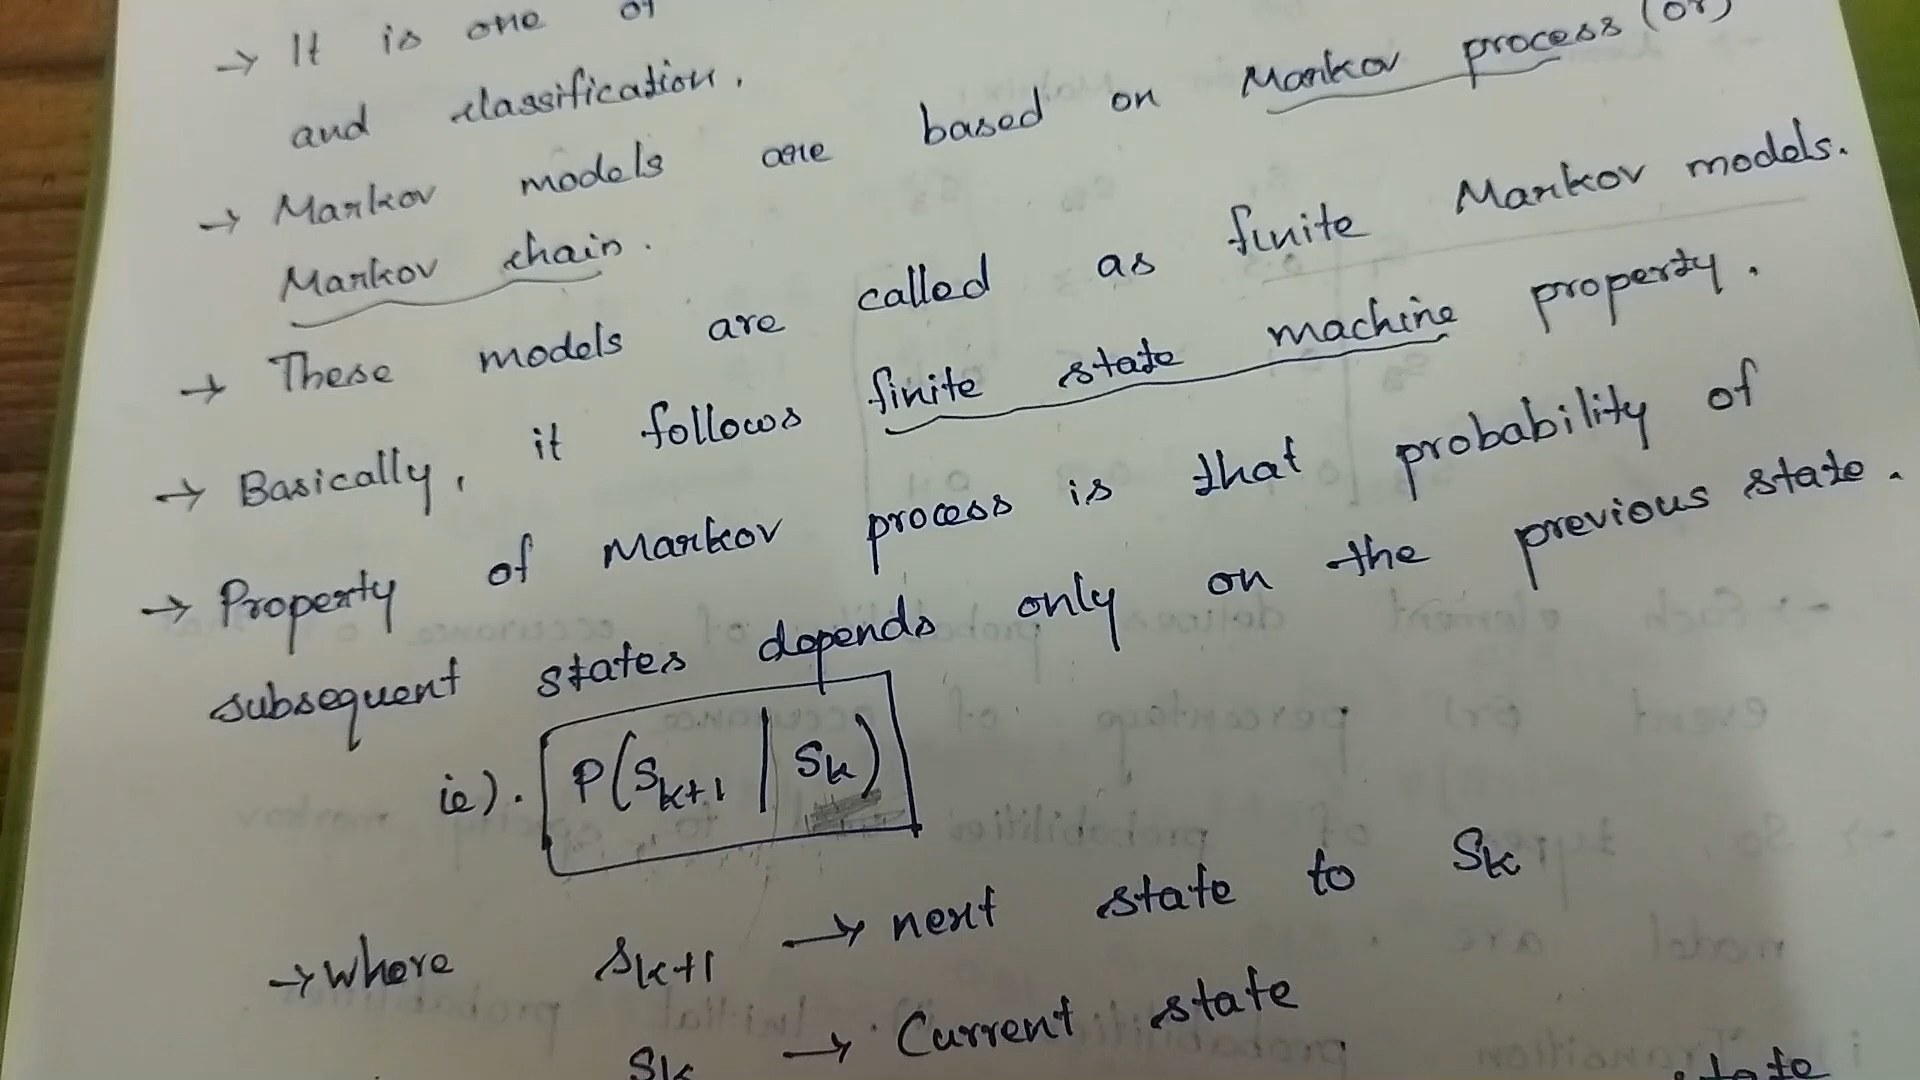 → It is one of
and classification.
→ Markov models are based on Markov process (or)
Markov chain.
→ These models are called as finite Markov models.
→ Basically, it follows finite state machine property.
→ Property of Markov process is that probability of
subsequent states depends only on the previous state.
ie). P(Sk+1 | Sk)
→ where Sk+1 → next state to Sk
Sk → Current state
state